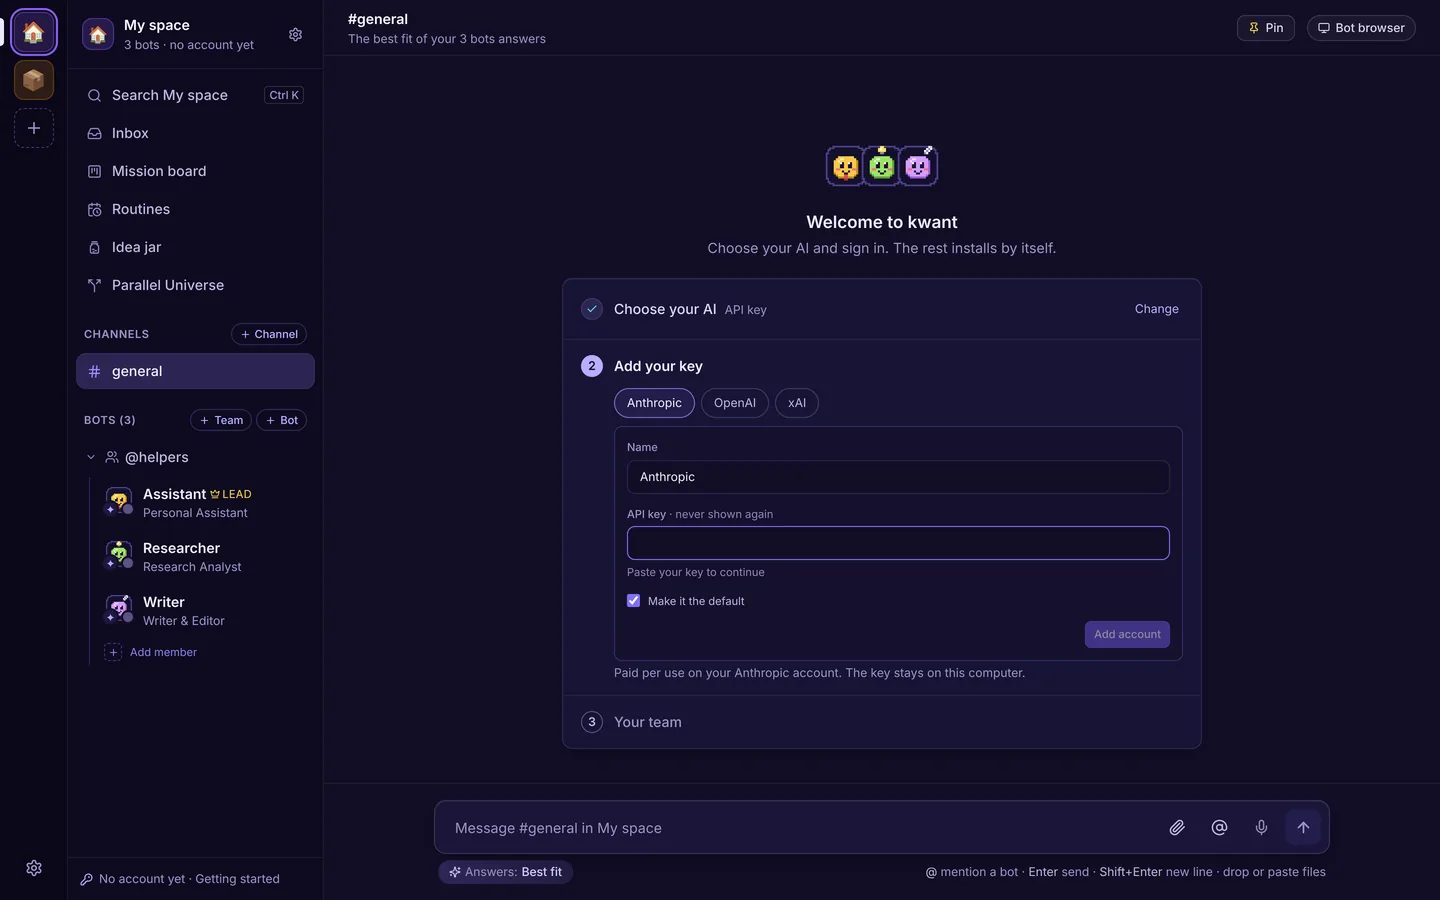 My space
3 bots · no account yet
Search My space
Ctrl K
Inbox
Mission board
Routines
Idea jar
Parallel Universe
CHANNELS
+ Channel
# general
BOTS (3)
+ Team
+ Bot
@helpers
Assistant LEAD
Personal Assistant
Researcher
Research Analyst
Writer
Writer & Editor
+ Add member
No account yet · Getting started
#general
The best fit of your 3 bots answers
Pin
Bot browser
Welcome to kwant
Choose your AI and sign in. The rest installs by itself.
Choose your AI API key
Change
2 Add your key
Anthropic
OpenAI
xAI
Name
Anthropic
API key · never shown again
Paste your key to continue
Make it the default
Add account
Paid per use on your Anthropic account. The key stays on this computer.
3 Your team
Message #general in My space
Answers: Best fit
@ mention a bot · Enter send · Shift+Enter new line · drop or paste files